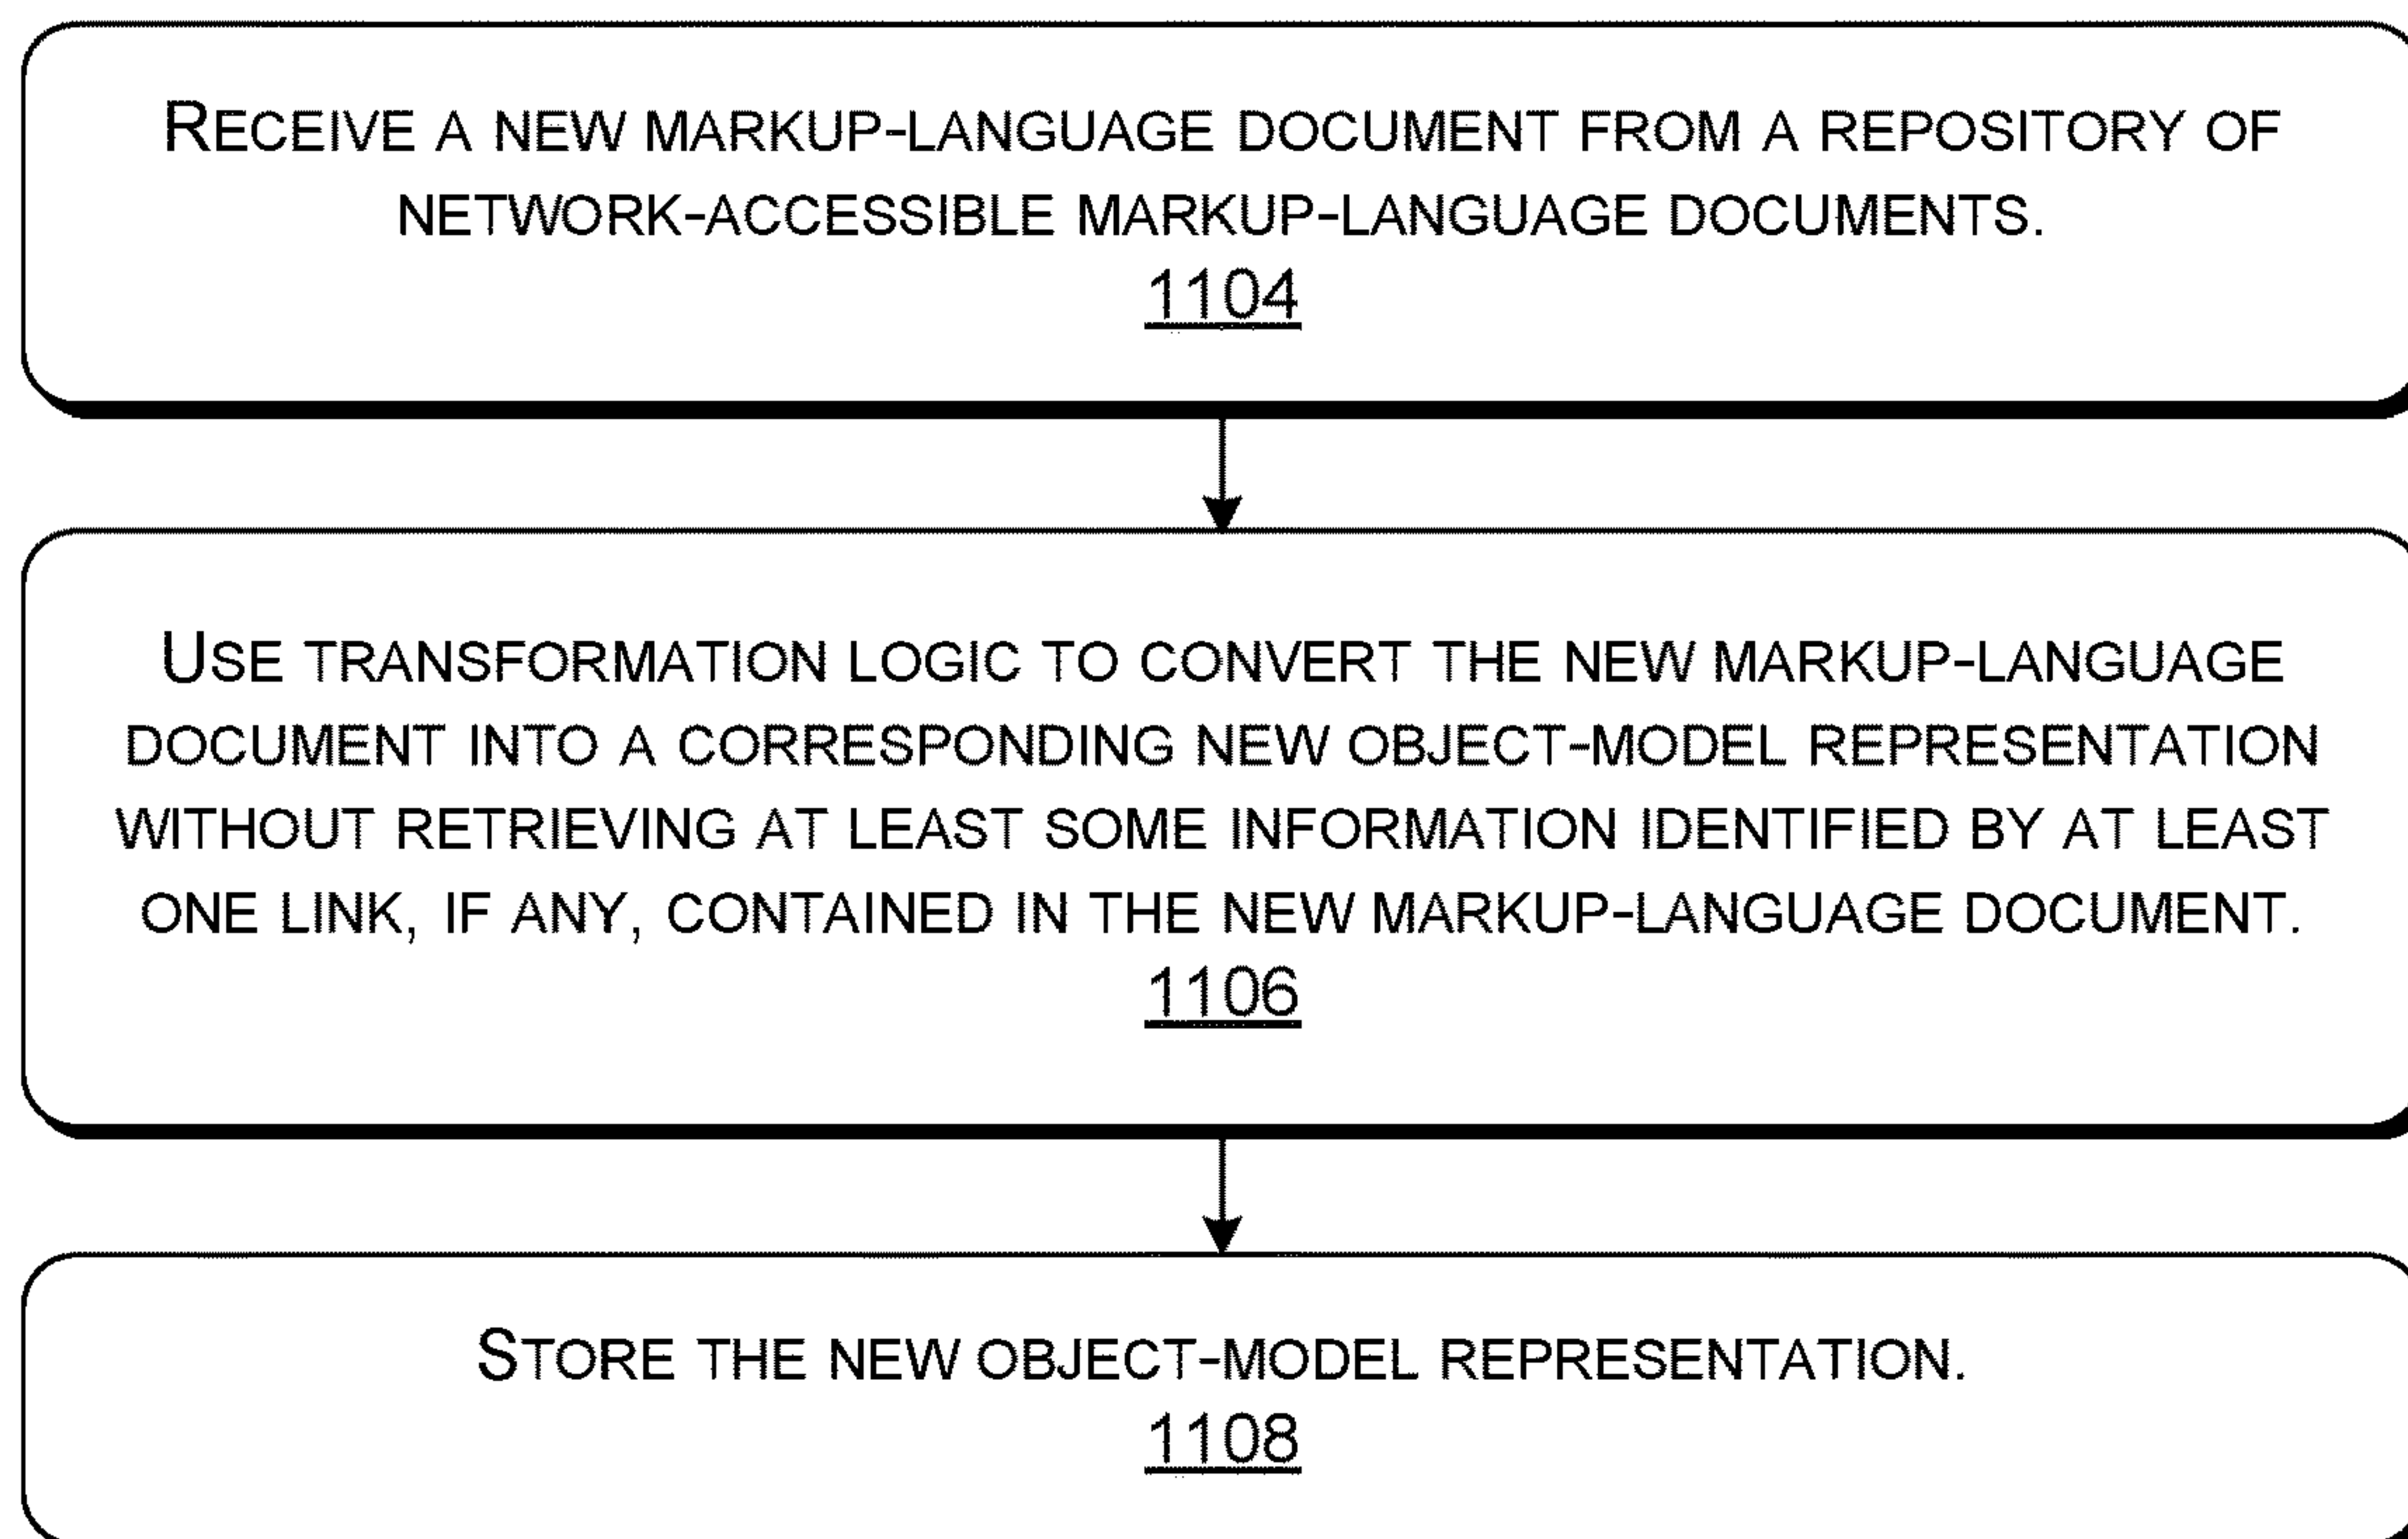 RECEIVE A NEW MARKUP-LANGUAGE DOCUMENT FROM A REPOSITORY OF
NETWORK-ACCESSIBLE MARKUP-LANGUAGE DOCUMENTS.
1104
USE TRANSFORMATION LOGIC TO CONVERT THE NEW MARKUP-LANGUAGE
DOCUMENT INTO A CORRESPONDING NEW OBJECT-MODEL REPRESENTATION
WITHOUT RETRIEVING AT LEAST SOME INFORMATION IDENTIFIED BY AT LEAST
ONE LINK, IF ANY, CONTAINED IN THE NEW MARKUP-LANGUAGE DOCUMENT.
1106
STORE THE NEW OBJECT-MODEL REPRESENTATION.
1108